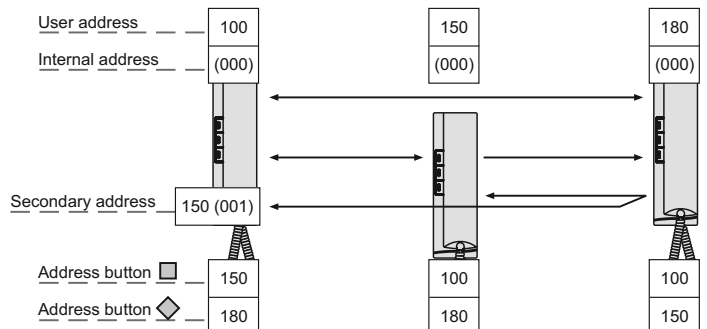 User address 100 150 180
Internal address (000) (000) (000)
Secondary address 150 (001)
Address button 150 100 100
Address button 180 180 150